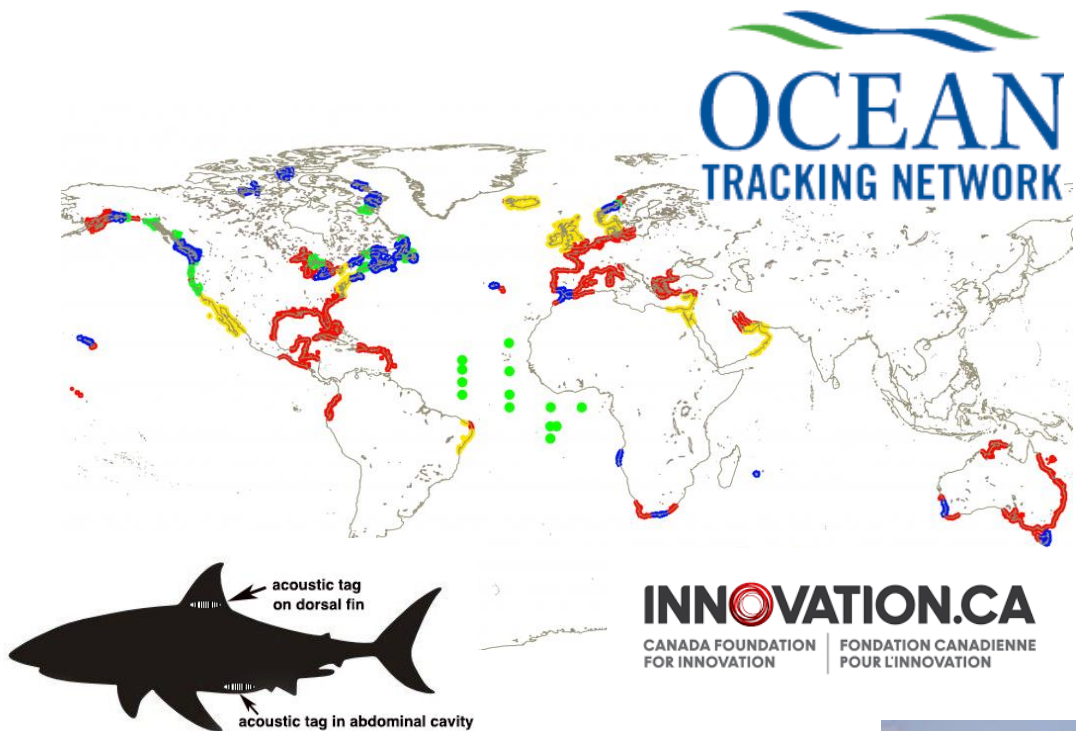 OCEAN
TRACKING NETWORK
acoustic tag
on dorsal fin
acoustic tag in abdominal cavity
INNOVATION.CA
CANADA FOUNDATION
FOR INNOVATION
FONDATION CANADIENNE
POUR L'INNOVATION